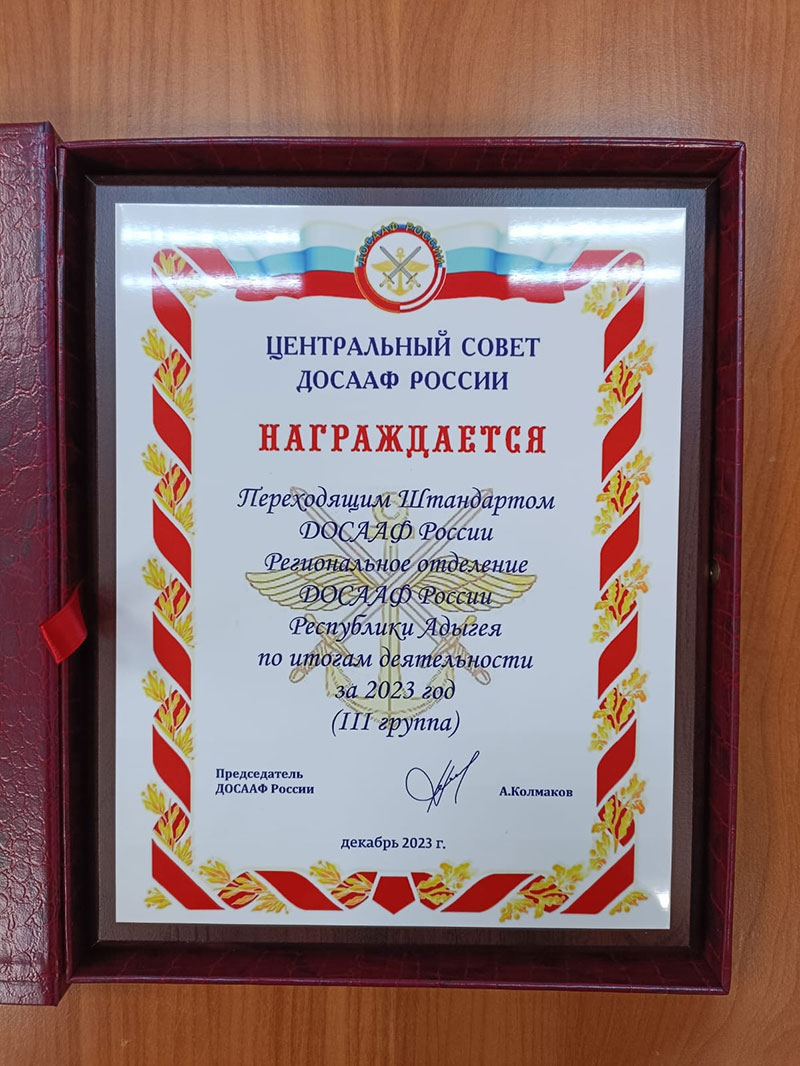 ДОСААФ РОССИИ
ЦЕНТРАЛЬНЫЙ СОВЕТ
ДОСААФ РОССИИ
НАГРАЖДАЕТСЯ
Переходящим Штандартом
ДОСААФ России
Региональное отделение
ДОСААФ России
Республики Адыгея
по итогам деятельности
за 2023 год
(III группа)
Председатель
ДОСААФ России
А.Колмаков
декабрь 2023 г.